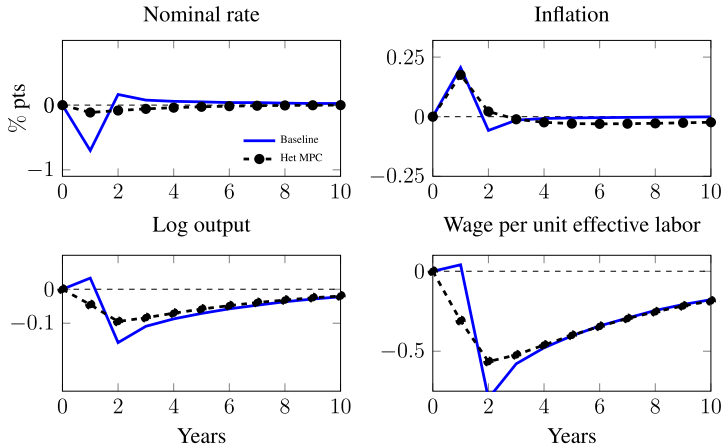 Nominal rate
Inflation
% pts
0
−1
Baseline
Het MPC
0 2 4 6 8 10
0.25
0
−0.25
0 2 4 6 8 10
Log output
Wage per unit effective labor
0
−0.1
0 2 4 6 8 10
Years
0
−0.5
0 2 4 6 8 10
Years